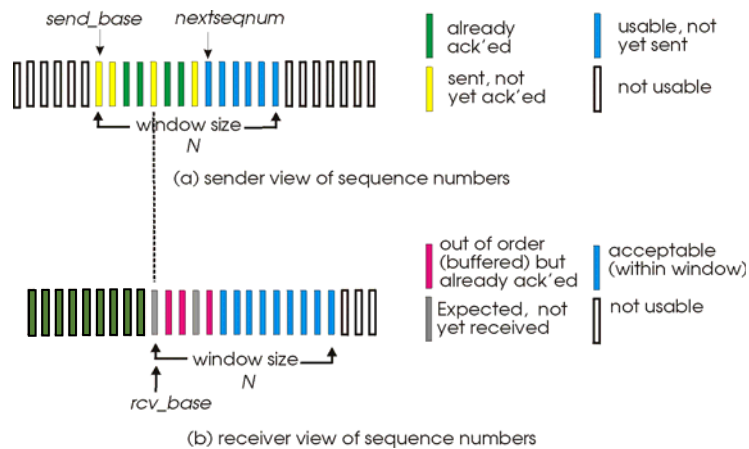 send_base
nextseqnum
already
ack'ed
usable, not
yet sent
sent, not
yet ack'ed
not usable
window size
N
(a) sender view of sequence numbers
out of order
(buffered) but
already ack'ed
acceptable
(within window)
Expected, not
yet received
not usable
window size
N
rcv_base
(b) receiver view of sequence numbers